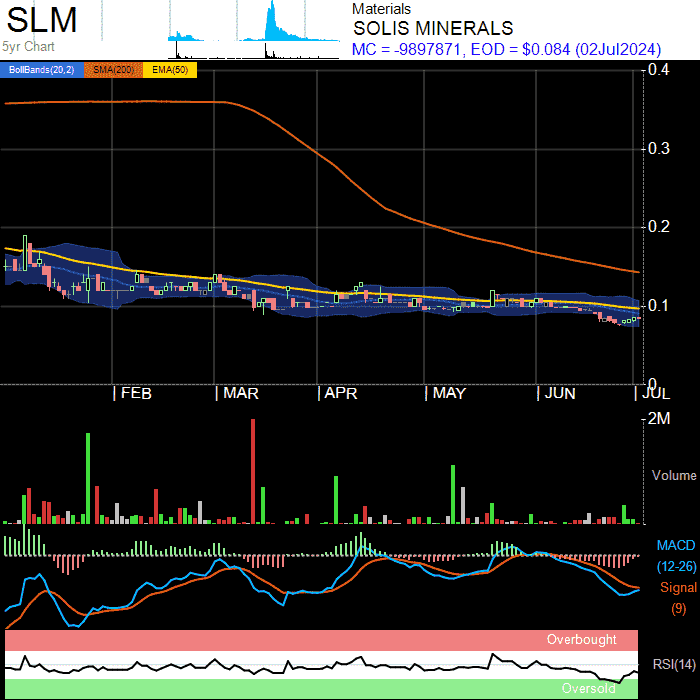 SLM
5yr Chart
Materials
SOLIS MINERALS
MC = -9897871, EOD = $0.084 (02Jul2024)
BollBands(20,2) SMA(200) EMA(50)
0.4
0.3
0.2
0.1
0
FEB MAR APR MAY JUN JUL
2M
Volume
MACD
(12-26)
Signal
(9)
Overbought
RSI(14)
Oversold